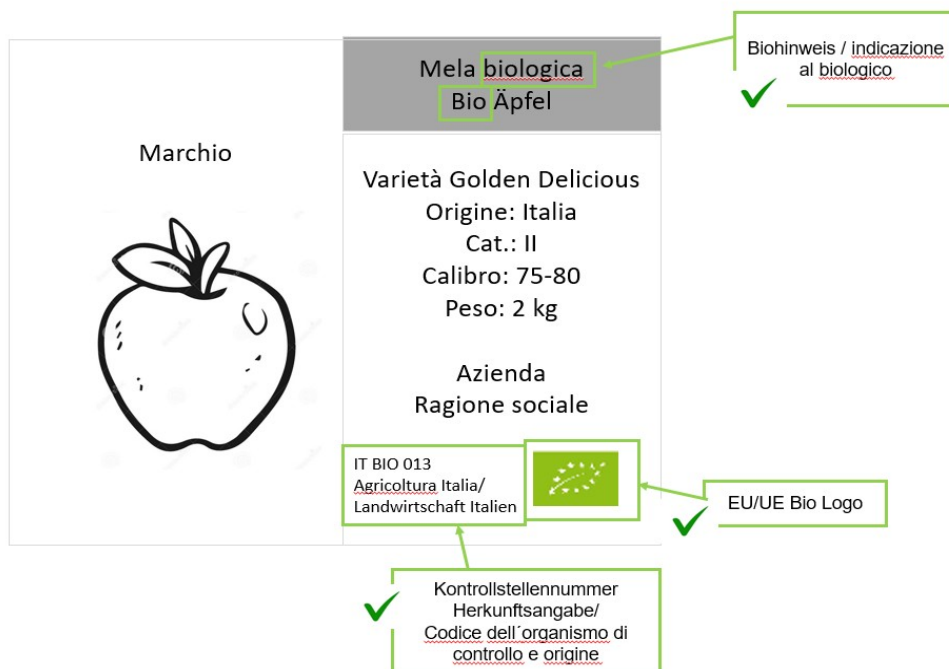 Biohinweis / indicazione
al biologico
Mela biologica
Bio Äpfel
Marchio
Varietà Golden Delicious
Origine: Italia
Cat.: II
Calibro: 75-80
Peso: 2 kg
Azienda
Ragione sociale
IT BIO 013
Agricoltura Italia/
Landwirtschaft Italien
EU/UE Bio Logo
Kontrollstellennummer
Herkunftsangabe/
Codice dell´organismo di
controllo e origine